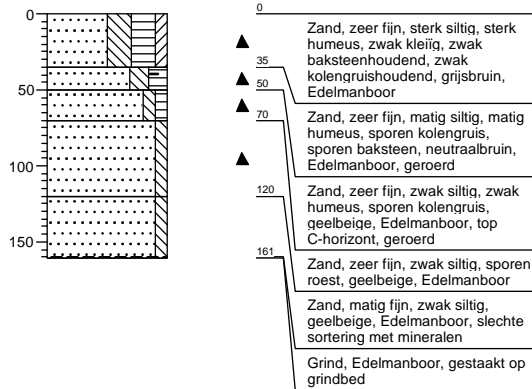 0
50
100
150
0
Zand, zeer fijn, sterk siltig, sterk
humeus, zwak kleiïg, zwak
baksteenhoudend, zwak
kolengruishoudend, grijsbruin,
Edelmanboor
35
Zand, zeer fijn, matig siltig, matig
humeus, sporen kolengruis,
sporen baksteen, neutraalbruin,
Edelmanboor, geroerd
50
Zand, zeer fijn, zwak siltig, zwak
humeus, sporen kolengruis,
geelbeige, Edelmanboor, top
C-horizont, geroerd
70
Zand, zeer fijn, zwak siltig, sporen
roest, geelbeige, Edelmanboor
120
Zand, matig fijn, zwak siltig,
geelbeige, Edelmanboor, slechte
sortering met mineralen
161
Grind, Edelmanboor, gestaakt op
grindbed